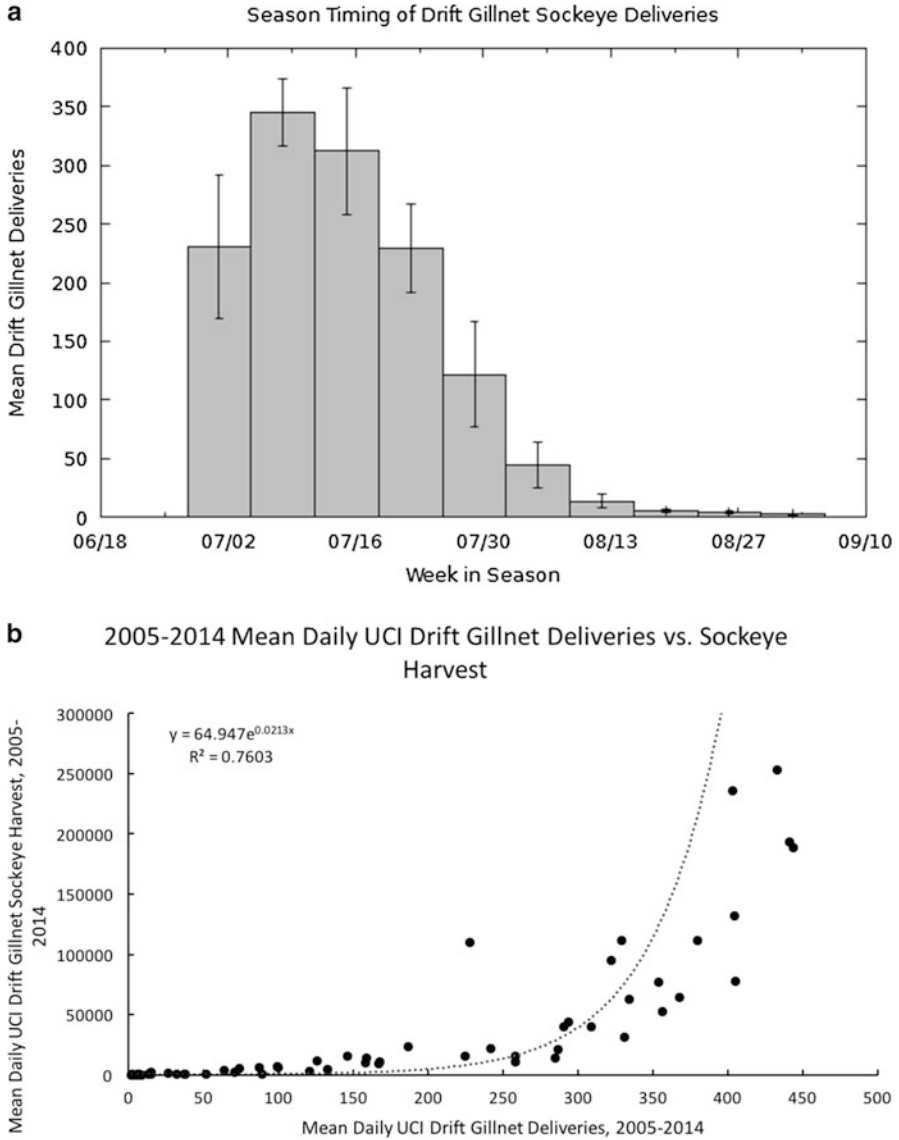 a
Season Timing of Drift Gillnet Sockeye Deliveries
Mean Drift Gillnet Deliveries
400
350
300
250
200
150
100
50
0
06/18 07/02 07/16 07/30 08/13 08/27 09/10
Week in Season
b
2005-2014 Mean Daily UCI Drift Gillnet Deliveries vs. Sockeye
Harvest
Mean Daily UCI Drift Gillnet Sockeye Harvest, 2005-
2014
y = 64.947e^0.0213x
R² = 0.7603
300000
250000
200000
150000
100000
50000
0
0 50 100 150 200 250 300 350 400 450 500
Mean Daily UCI Drift Gillnet Deliveries, 2005-2014